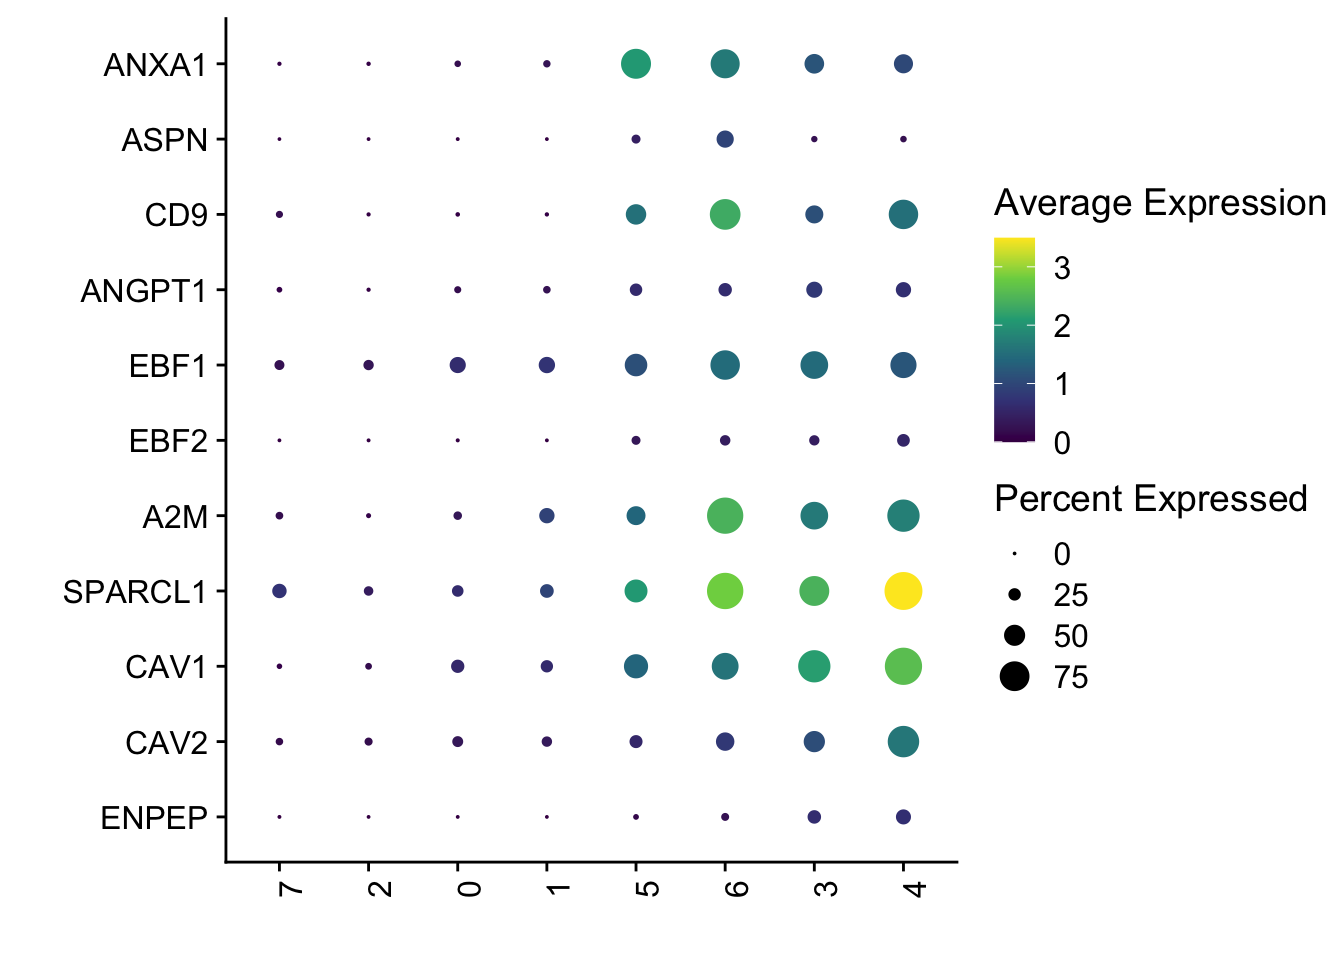 ANXA1
ASPN
CD9
ANGPT1
EBF1
EBF2
A2M
SPARCL1
CAV1
CAV2
ENPEP
7 2 0 1 5 6 3 4
Average Expression
3
2
1
0
Percent Expressed
0
25
50
75